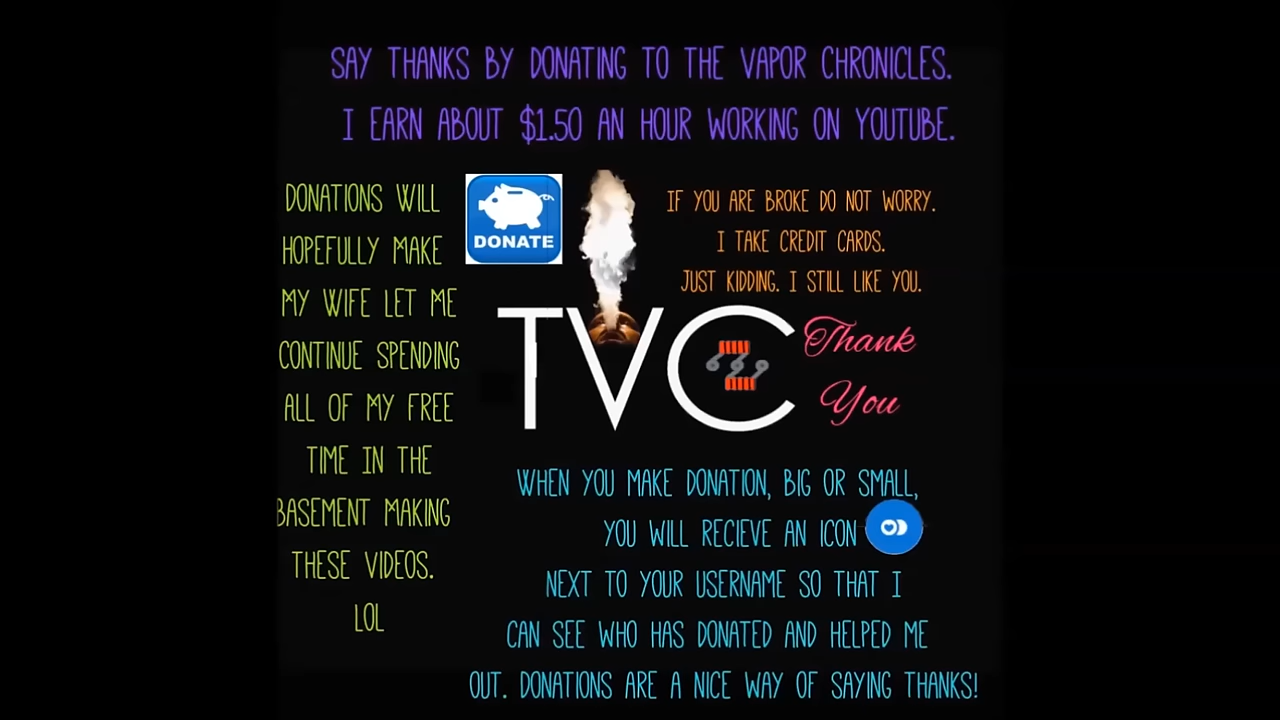 SAY THANKS BY DONATING TO THE VAPOR CHRONICLES.
I EARN ABOUT $1.50 AN HOUR WORKING ON YOUTUBE.
DONATIONS WILL
HOPEFULLY MAKE
MY WIFE LET ME
CONTINUE SPENDING
ALL OF MY FREE
TIME IN THE
BASEMENT MAKING
THESE VIDEOS.
LOL
DONATE
IF YOU ARE BROKE DO NOT WORRY.
I TAKE CREDIT CARDS.
JUST KIDDING. I STILL LIKE YOU.
TVC
Thank
You
WHEN YOU MAKE DONATION, BIG OR SMALL,
YOU WILL RECIEVE AN ICON
NEXT TO YOUR USERNAME SO THAT I
CAN SEE WHO HAS DONATED AND HELPED ME
OUT. DONATIONS ARE A NICE WAY OF SAYING THANKS!